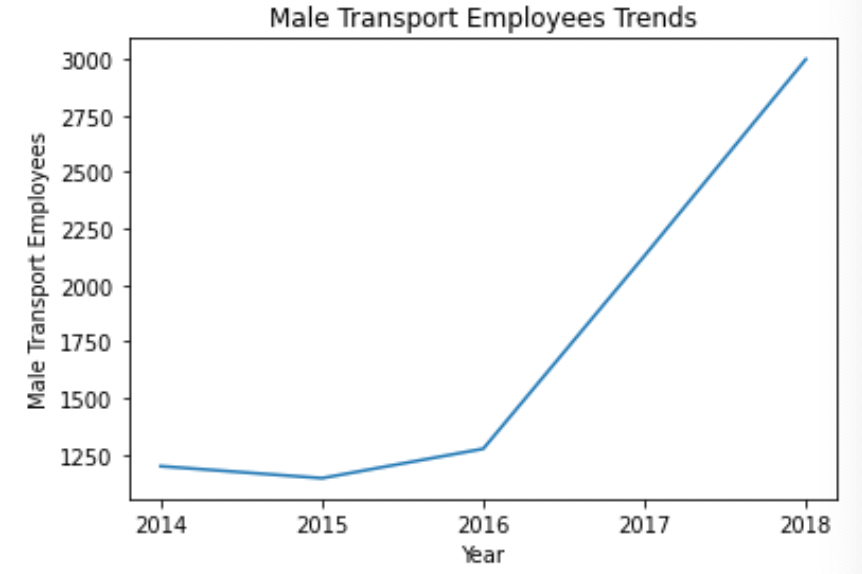 Male Transport Employees Trends
Male Transport Employees
3000
2750
2500
2250
2000
1750
1500
1250
2014 2015 2016 2017 2018
Year